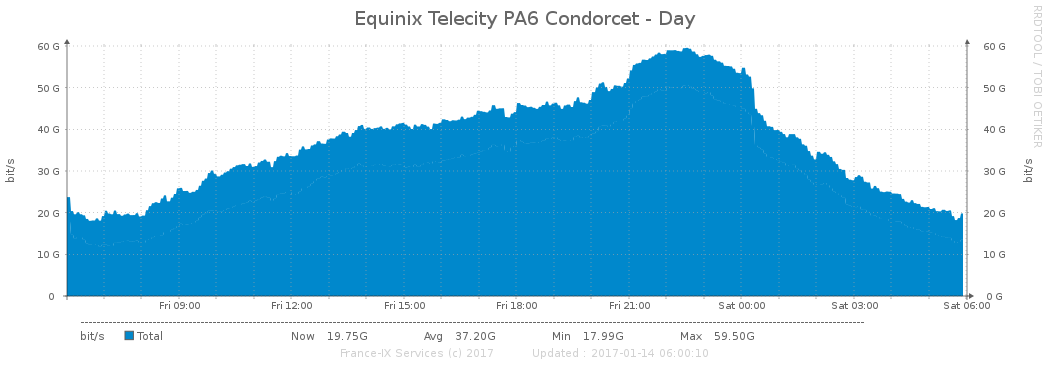 Equinix Telecity PA6 Condorcet - Day
RRDTOOL / TOBI OETIKER
60 G 60 G
50 G 50 G
40 G 40 G
30 G 30 G
20 G 20 G
10 G 10 G
0 0 G
bit/s bit/s
Fri 09:00 Fri 12:00 Fri 15:00 Fri 18:00 Fri 21:00 Sat 00:00 Sat 03:00 Sat 06:00
bit/s Total Now 19.75G Avg 37.20G Min 17.99G Max 59.50G
France-IX Services (c) 2017 Updated : 2017-01-14 06:00:10